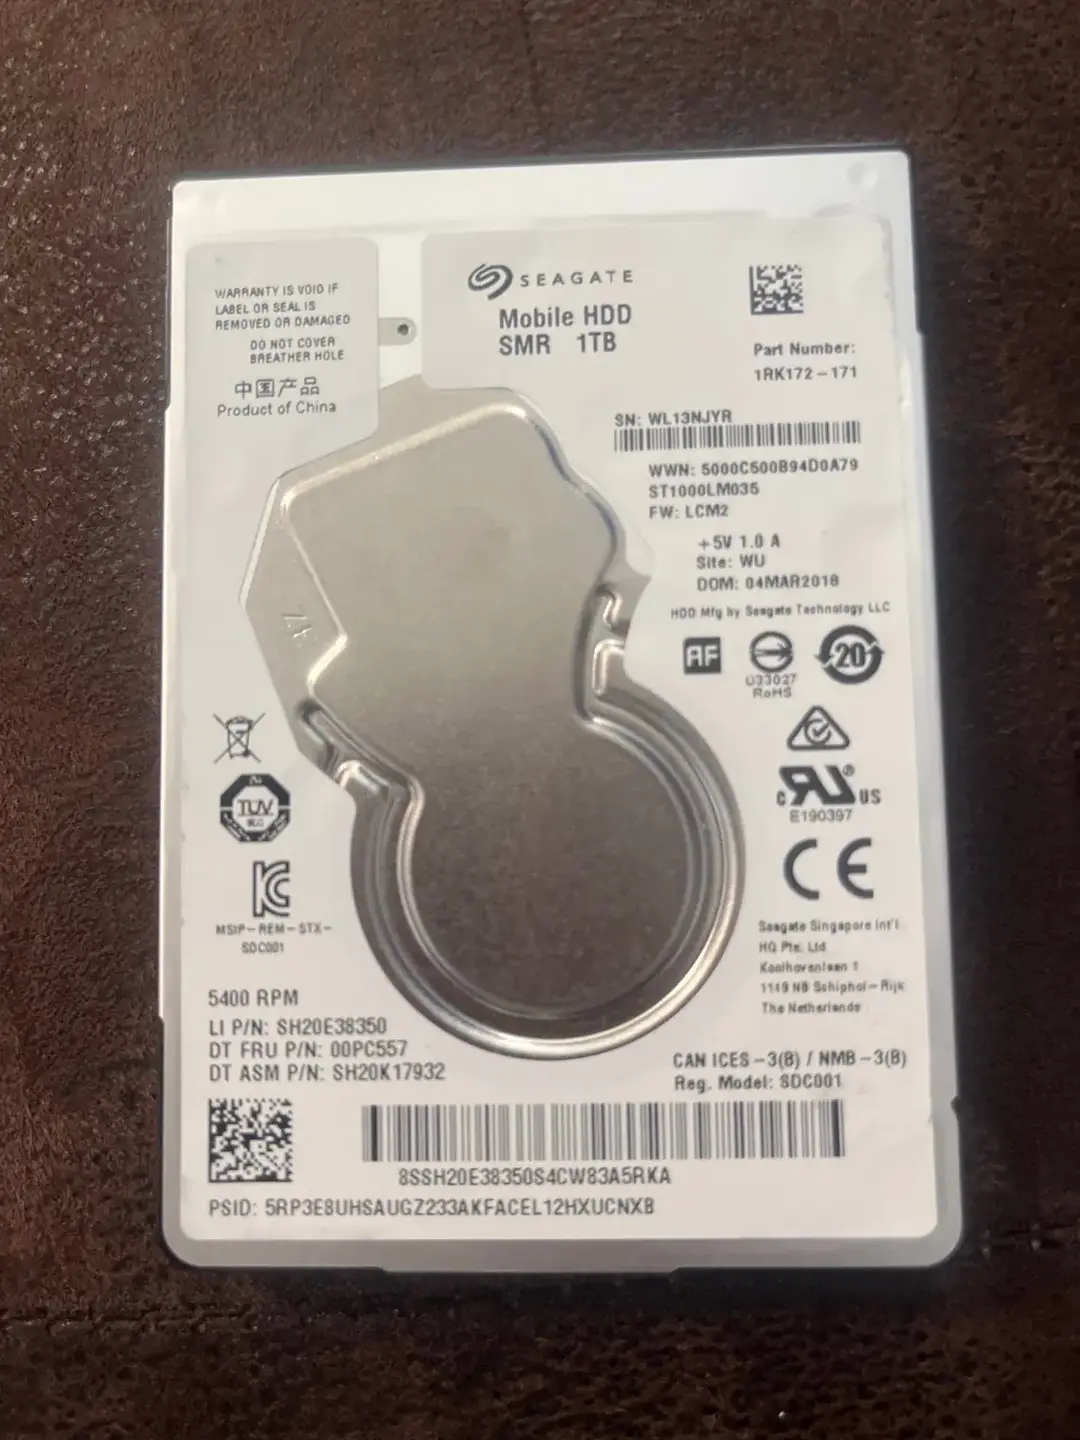 WARRANTY IS VOID IF
LABEL OR SEAL IS
REMOVED OR DAMAGED
DO NOT COVER
BREATHER HOLE
中国产品
Product of China
SEAGATE
Mobile HDD
SMR 1TB
Part Number:
1RK172-171
SN: WL13NJYR
WWN: 5000C500B94D0A79
ST1000LM035
FW: LCM2
+5V 1.0 A
Site: WU
DOM: 04MAR2018
HDD Mfg by Seagate Technology LLC
AF
20
D33027
RoHS
TUV
c RU ® US
E190397
CE
MSIP-REM-STX-
SDC001
Seagate Singapore Int'l
HQ Pte. Ltd
Koolhovenlaan 1
1119 NB Schiphol-Rijk
The Netherlands
5400 RPM
LI P/N: SH20E38350
DT FRU P/N: 00PC557
DT ASM P/N: SH20K17932
CAN ICES-3(B) / NMB-3(B)
Reg. Model: SDC001
8SSH20E38350S4CW83A5RKA
PSID: 5RP3E8UHSAUGZ233AKFACEL12HXUCNXB